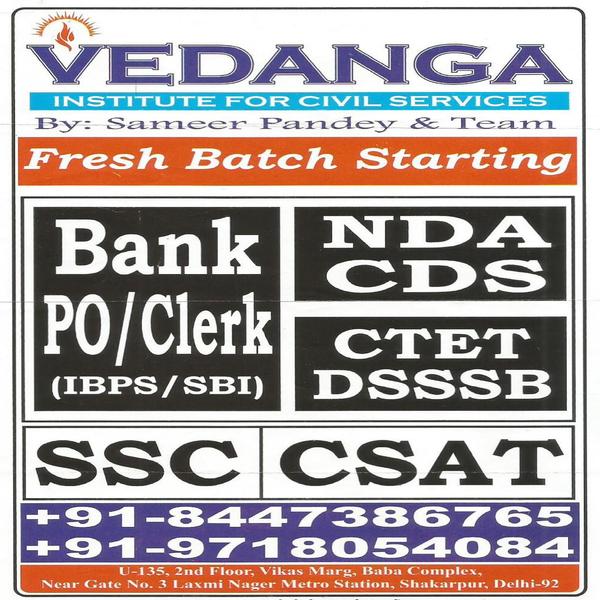 VEDANGA
INSTITUTE FOR CIVIL SERVICES
By: Sameer Pandey & Team
Fresh Batch Starting
Bank
PO/Clerk
(IBPS/SBI)
NDA
CDS
CTET
DSSSB
SSC
CSAT
+91-8447386765
+91-9718054084
U-135, 2nd Floor, Vikas Marg, Baba Complex,
Near Gate No. 3 Laxmi Nager Metro Station, Shakarpur, Delhi-92